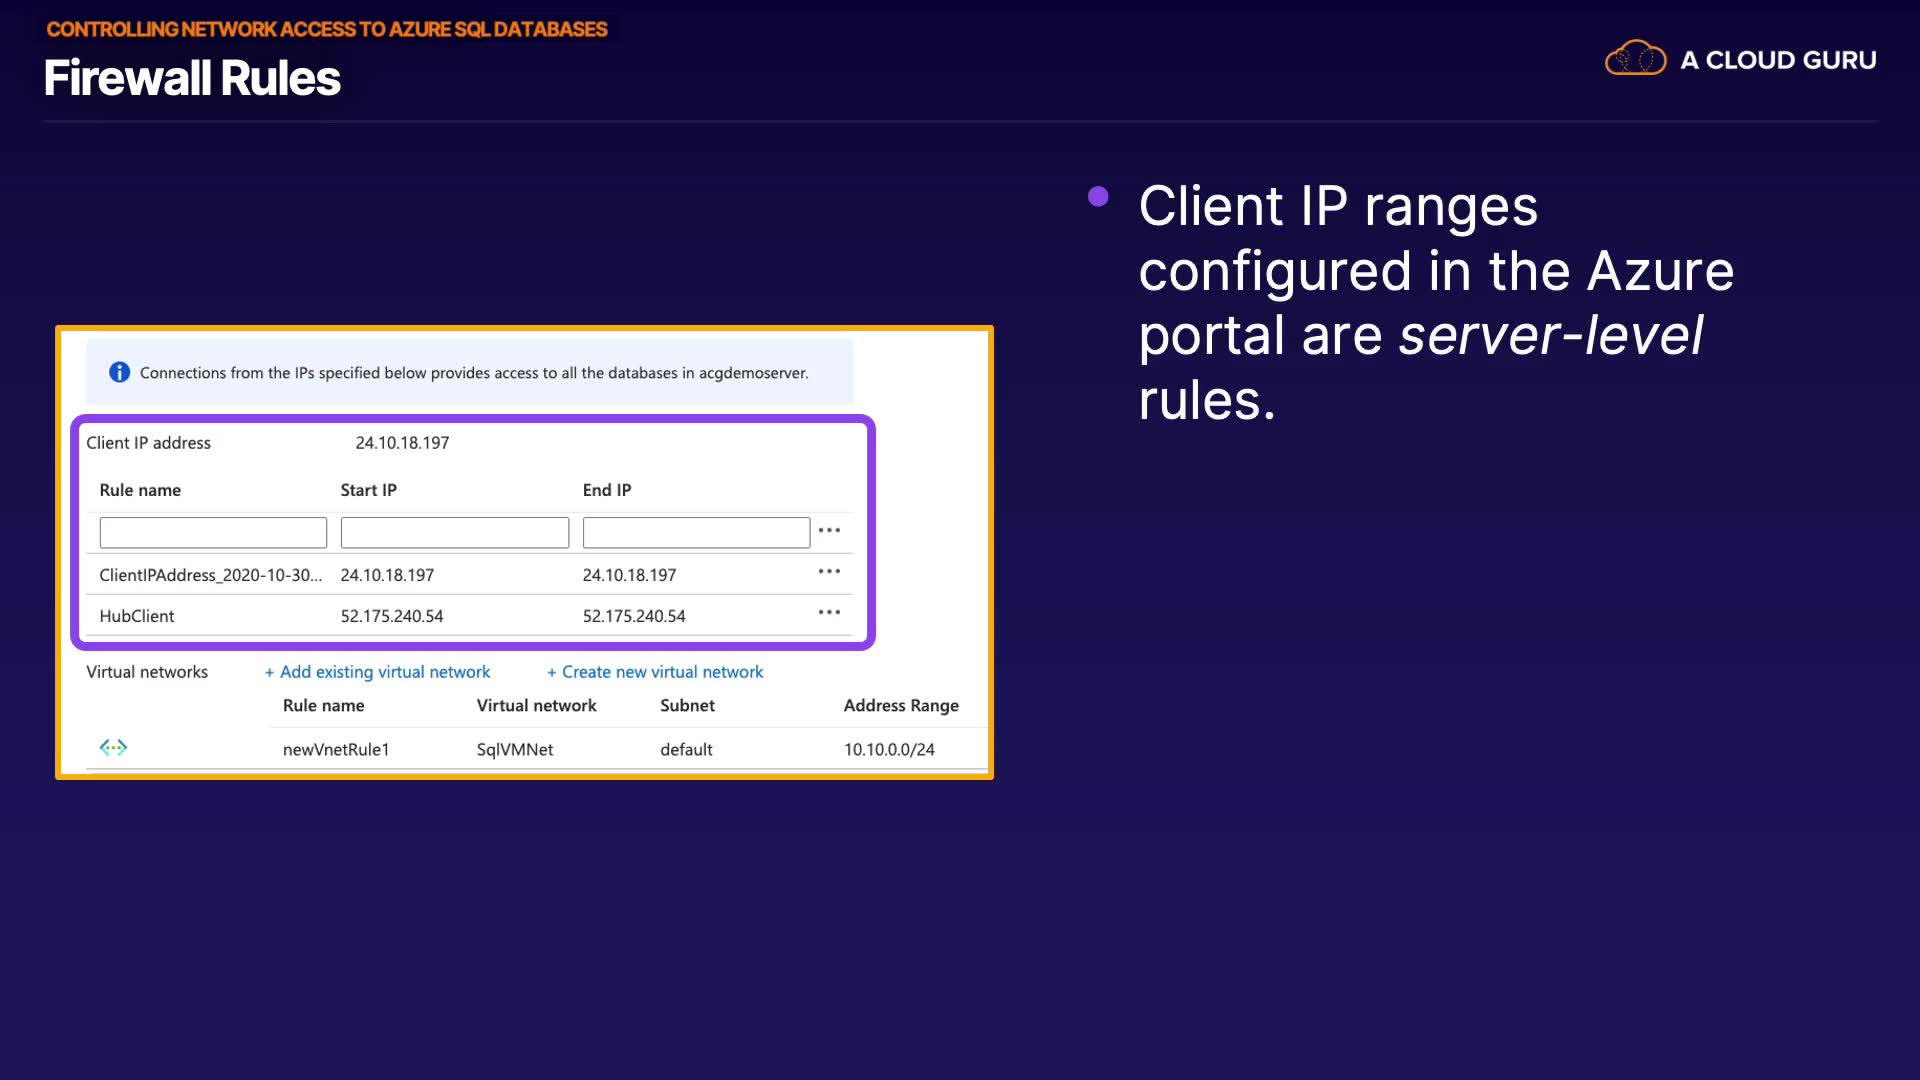 CONTROLLING NETWORK ACCESS TO AZURE SQL DATABASES
Firewall Rules
A CLOUD GURU
Client IP ranges
configured in the Azure
portal are server-level
rules.
Connections from the IPs specified below provides access to all the databases in acgdemoserver.
Client IP address 24.10.18.197
Rule name Start IP End IP
ClientIPAddress_2020-10-30... 24.10.18.197 24.10.18.197
HubClient 52.175.240.54 52.175.240.54
Virtual networks + Add existing virtual network + Create new virtual network
Rule name Virtual network Subnet Address Range
newVnetRule1 SqlVMNet default 10.10.0.0/24